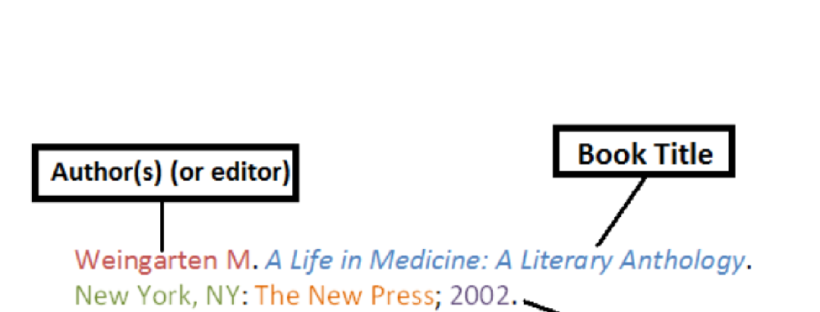 Book Title
Author(s) (or editor)
Weingarten M. A Life in Medicine: A Literary Anthology.
New York, NY: The New Press; 2002.